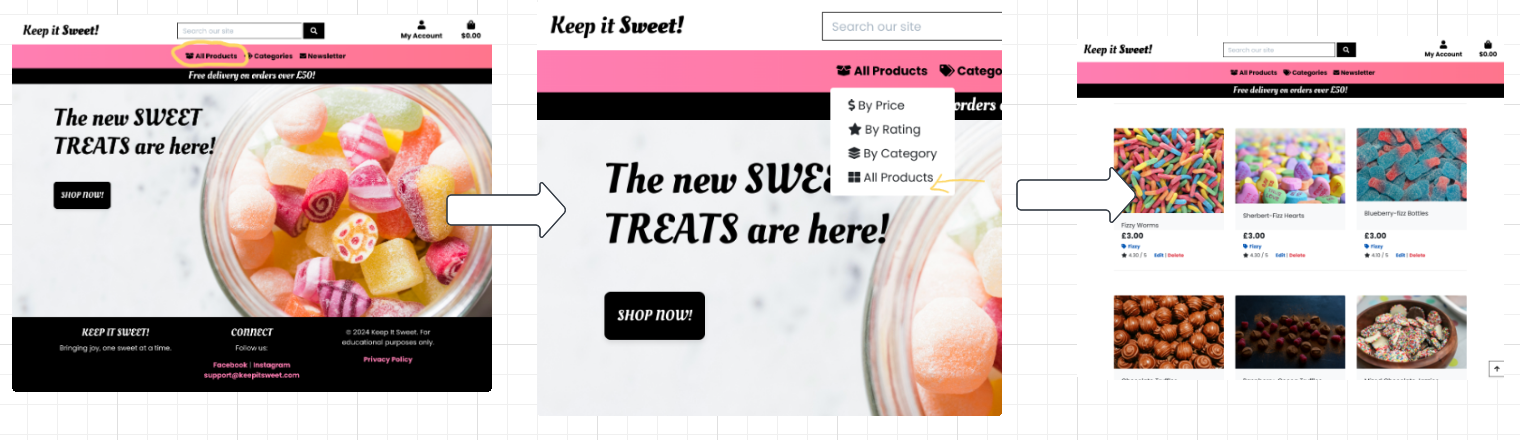 Keep it Sweet!
Search our site
My Account
$0.00
All Products
Categories
Newsletter
Free delivery on orders over £50!
The new SWEET
TREATS are here!
SHOP NOW!
KEEP IT SWEET!
Bringing joy, one sweet at a time.
CONNECT
Follow us:
Facebook | Instagram
support@keepitsweet.com
© 2024 Keep It Sweet. For
educational purposes only.
Privacy Policy
Keep it Sweet!
Search our site
All Products
Catego
orders o
By Price
By Rating
By Category
All Products
The new SWEE
TREATS are here!
SHOP NOW!
Keep it Sweet!
Search our site
My Account
$0.00
All Products
Categories
Newsletter
Free delivery on orders over £50!
Fizzy Worms
£3.00
Fizzy
4.30 / 5 Edit | Delete
Sherbert-Fizz Hearts
£3.00
Fizzy
4.30 / 5 Edit | Delete
Blueberry-fizz Bottles
£3.00
Fizzy
4.10 / 5 Edit | Delete